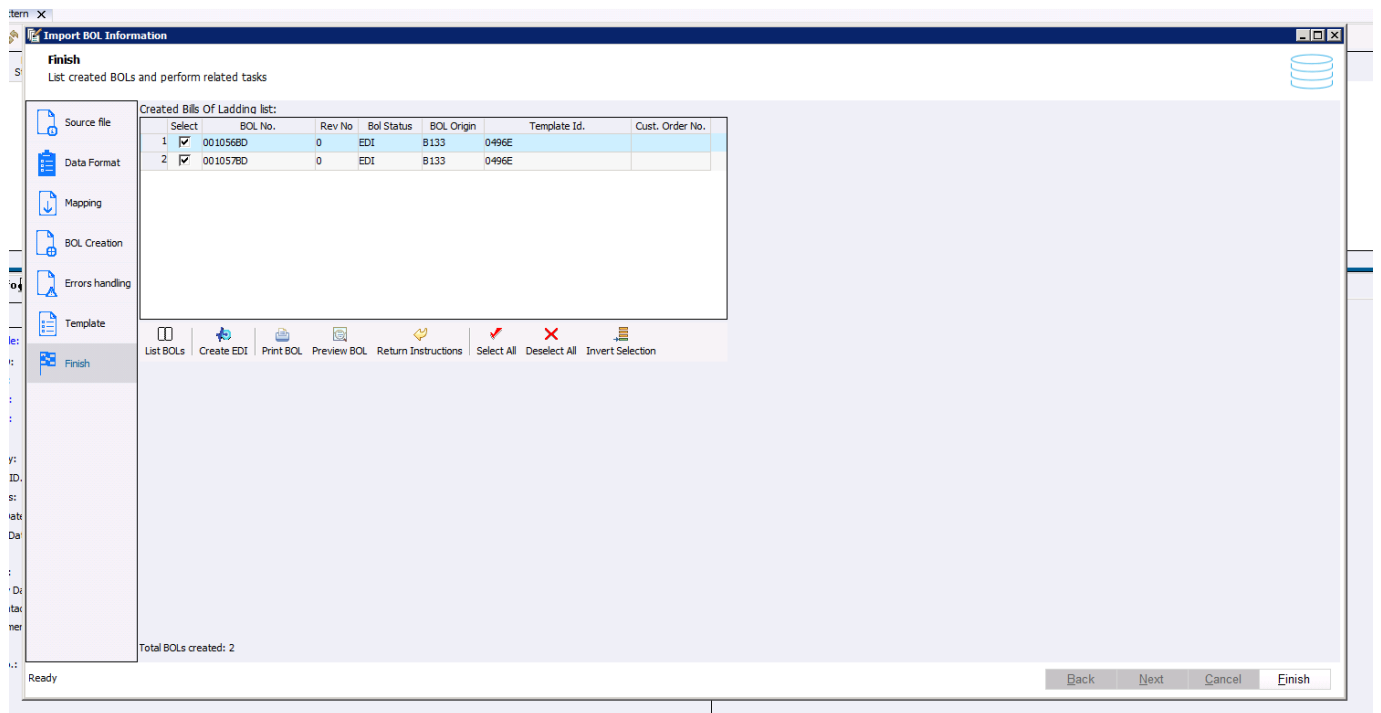 tern X
Import BOL Information
Finish
List created BOLs and perform related tasks
Source file
Data Format
Mapping
BOL Creation
Errors handling
Template
Finish
Created Bills Of Ladding list:
Select BOL No. Rev No Bol Status BOL Origin Template Id. Cust. Order No.
1 001056BD 0 EDI B133 0496E
2 001057BD 0 EDI B133 0496E
List BOLs Create EDI Print BOL Preview BOL Return Instructions Select All Deselect All Invert Selection
Total BOLs created: 2
Ready
Back Next Cancel Finish